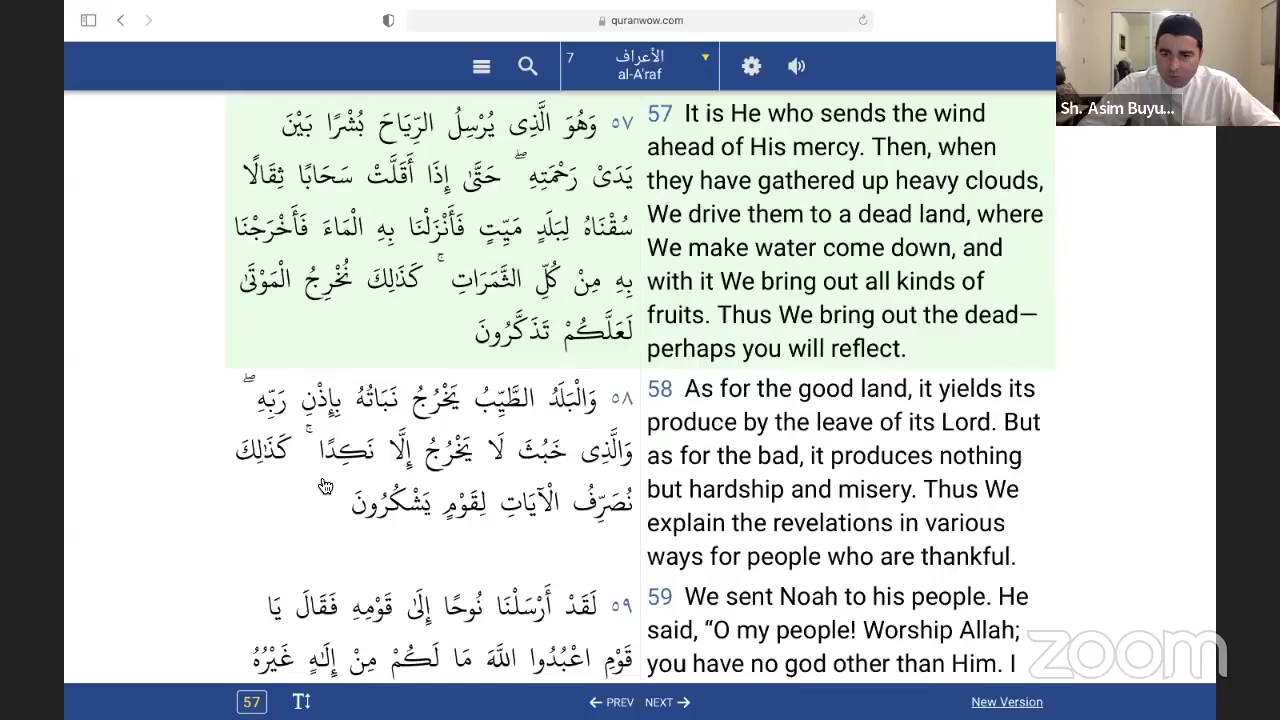 quranwow.com
7
الأعراف
al-A'raf
٥٧ وَهُوَ الَّذِى يُرْسِلُ الرِّيَاحَ بُشْرًا بَيْنَ
يَدَىْ رَحْمَتِهِ ۖ حَتَّىٰ إِذَا أَقَلَّتْ سَحَابًا ثِقَالًا
سُقْنَاهُ لِبَلَدٍ مَيِّتٍ فَأَنْزَلْنَا بِهِ الْمَاءَ فَأَخْرَجْنَا
بِهِ مِنْ كُلِّ الثَّمَرَاتِ ۚ كَذَٰلِكَ نُخْرِجُ الْمَوْتَىٰ
لَعَلَّكُمْ تَذَكَّرُونَ
57 It is He who sends the wind
ahead of His mercy. Then, when
they have gathered up heavy clouds,
We drive them to a dead land, where
We make water come down, and
with it We bring out all kinds of
fruits. Thus We bring out the dead—
perhaps you will reflect.
٥٨ وَالْبَلَدُ الطَّيِّبُ يَخْرُجُ نَبَاتُهُ بِإِذْنِ رَبِّهِ ۖ
وَالَّذِى خَبُثَ لَا يَخْرُجُ إِلَّا نَكِدًا ۚ كَذَٰلِكَ
نُصَرِّفُ الْآيَاتِ لِقَوْمٍ يَشْكُرُونَ
58 As for the good land, it yields its
produce by the leave of its Lord. But
as for the bad, it produces nothing
but hardship and misery. Thus We
explain the revelations in various
ways for people who are thankful.
٥٩ لَقَدْ أَرْسَلْنَا نُوحًا إِلَىٰ قَوْمِهِ فَقَالَ يَا
قَوْمِ اعْبُدُوا اللَّهَ مَا لَكُمْ مِنْ إِلَٰهٍ غَيْرُهُ
59 We sent Noah to his people. He
said, “O my people! Worship Allah;
you have no god other than Him. I
Sh. Asim Buyu...
zoom
57
PREV NEXT
New Version